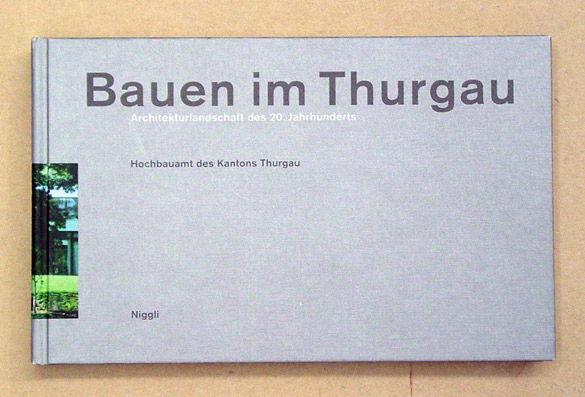 Bauen im Thurgau
Architekturlandschaft des 20. Jahrhunderts
Hochbauamt des Kantons Thurgau
Niggli